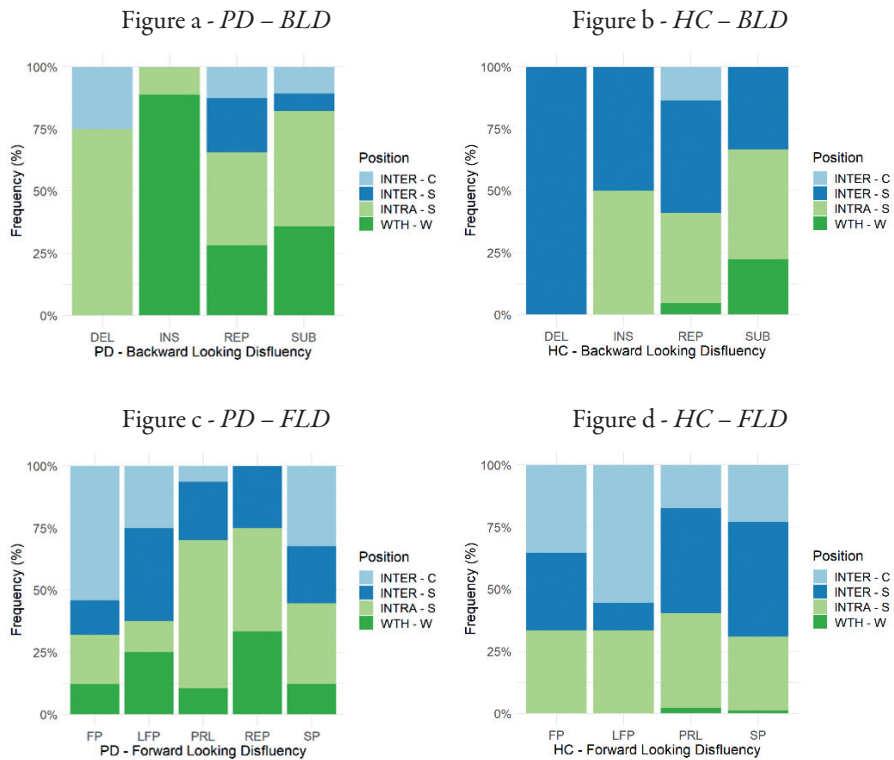 Figure a - PD – BLD
100%
75%
50%
25%
0%
Frequency (%)
DEL INS REP SUB
PD - Backward Looking Disfluency
Position
INTER - C
INTER - S
INTRA - S
WTH - W
Figure b - HC – BLD
100%
75%
50%
25%
0%
Frequency (%)
DEL INS REP SUB
HC - Backward Looking Disfluency
Position
INTER - C
INTER - S
INTRA - S
WTH - W
Figure c - PD – FLD
100%
75%
50%
25%
0%
Frequency (%)
FP LFP PRL REP SP
PD - Forward Looking Disfluency
Position
INTER - C
INTER - S
INTRA - S
WTH - W
Figure d - HC – FLD
100%
75%
50%
25%
0%
Frequency (%)
FP LFP PRL SP
HC - Forward Looking Disfluency
Position
INTER - C
INTER - S
INTRA - S
WTH - W